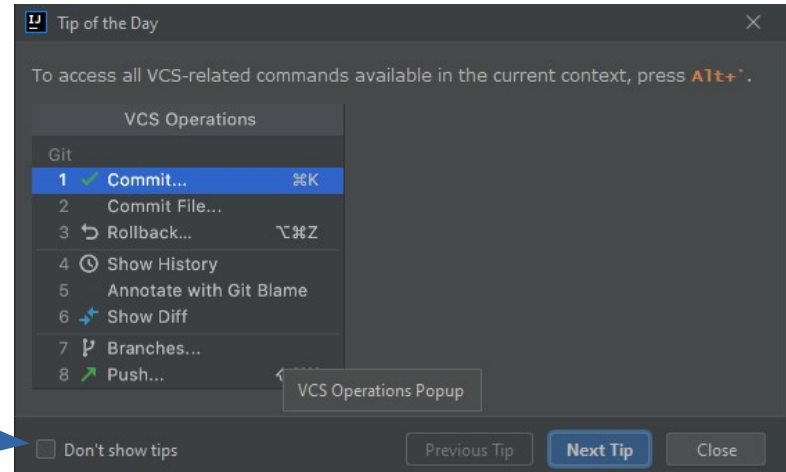 IJ Tip of the Day
To access all VCS-related commands available in the current context, press Alt+`.
VCS Operations
Git
1 Commit... ⌘K
2 Commit File...
3 Rollback... ⌥⌘Z
4 Show History
5 Annotate with Git Blame
6 Show Diff
7 Branches...
8 Push...
VCS Operations Popup
Don't show tips
Previous Tip
Next Tip
Close